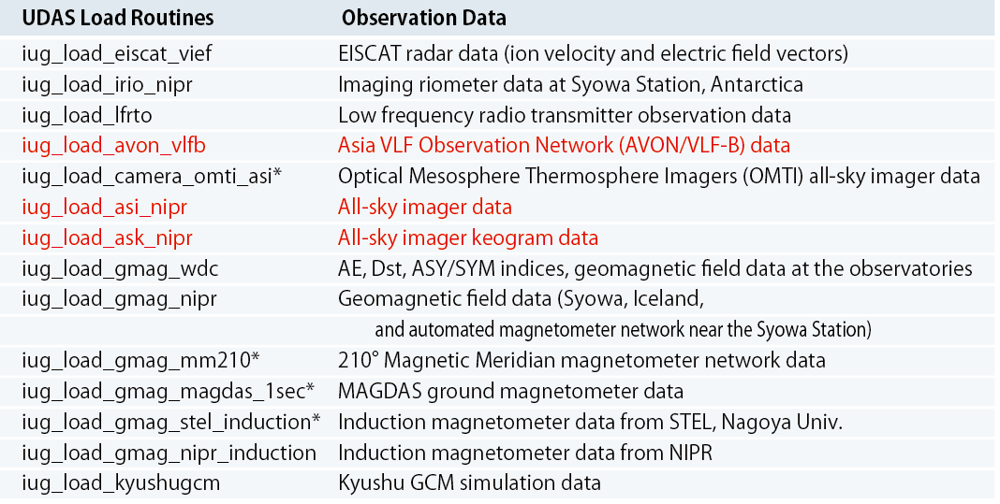 UDAS Load Routines Observation Data
iug_load_eiscat_vief EISCAT radar data (ion velocity and electric field vectors)
iug_load_irio_nipr Imaging riometer data at Syowa Station, Antarctica
iug_load_lfrto Low frequency radio transmitter observation data
iug_load_avon_vlfb Asia VLF Observation Network (AVON/VLF-B) data
iug_load_camera_omti_asi* Optical Mesosphere Thermosphere Imagers (OMTI) all-sky imager data
iug_load_asi_nipr All-sky imager data
iug_load_ask_nipr All-sky imager keogram data
iug_load_gmag_wdc AE, Dst, ASY/SYM indices, geomagnetic field data at the observatories
iug_load_gmag_nipr Geomagnetic field data (Syowa, Iceland,
and automated magnetometer network near the Syowa Station)
iug_load_gmag_mm210* 210° Magnetic Meridian magnetometer network data
iug_load_gmag_magdas_1sec* MAGDAS ground magnetometer data
iug_load_gmag_stel_induction* Induction magnetometer data from STEL, Nagoya Univ.
iug_load_gmag_nipr_induction Induction magnetometer data from NIPR
iug_load_kyushugcm Kyushu GCM simulation data